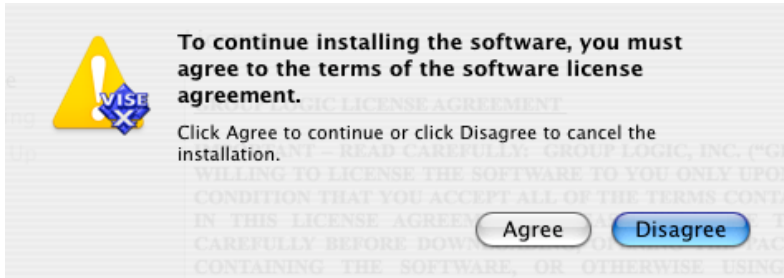 To continue installing the software, you must
agree to the terms of the software license
agreement.
GROUP LOGIC LICENSE AGREEMENT
VISE
X
Click Agree to continue or click Disagree to cancel the
installation.
IMPORTANT – READ CAREFULLY: GROUP LOGIC, INC.
WILLING TO LICENSE THE SOFTWARE TO YOU ONLY
CONDITION THAT YOU ACCEPT ALL OF THE TERMS
IN THIS LICENSE
Agree
Disagree
CAREFULLY BEFORE
CONTAINING THE SOFTWARE, OR OTHERWISE USING